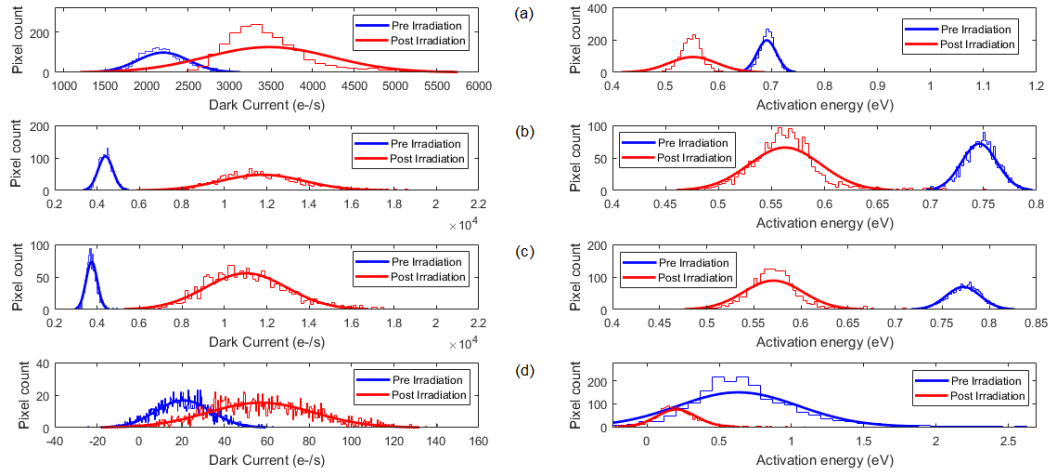 (a)
Pixel count
200
0
Pre Irradiation
Post Irradiation
1000 1500 2000 2500 3000 3500 4000 4500 5000 5500 6000
Dark Current (e-/s)
Pixel count
400
200
0
Pre Irradiation
Post Irradiation
0.4 0.5 0.6 0.7 0.8 0.9 1 1.1 1.2
Activation energy (eV)
(b)
Pixel count
200
100
0
Pre Irradiation
Post Irradiation
0.2 0.4 0.6 0.8 1 1.2 1.4 1.6 1.8 2 2.2
Dark Current (e-/s)
× 10^4
Pixel count
100
50
0
Pre Irradiation
Post Irradiation
0.4 0.45 0.5 0.55 0.6 0.65 0.7 0.75 0.8
Activation energy (eV)
(c)
Pixel count
100
50
0
Pre Irradiation
Post Irradiation
0.2 0.4 0.6 0.8 1 1.2 1.4 1.6 1.8 2 2.2
Dark Current (e-/s)
× 10^4
Pixel count
200
100
0
Pre Irradiation
Post Irradiation
0.4 0.45 0.5 0.55 0.6 0.65 0.7 0.75 0.8 0.85
Activation energy (eV)
(d)
Pixel count
40
20
0
Pre Irradiation
Post Irradiation
-40 -20 0 20 40 60 80 100 120 140 160
Dark Current (e-/s)
Pixel count
200
100
0
Pre Irradiation
Post Irradiation
0 0.5 1 1.5 2 2.5
Activation energy (eV)